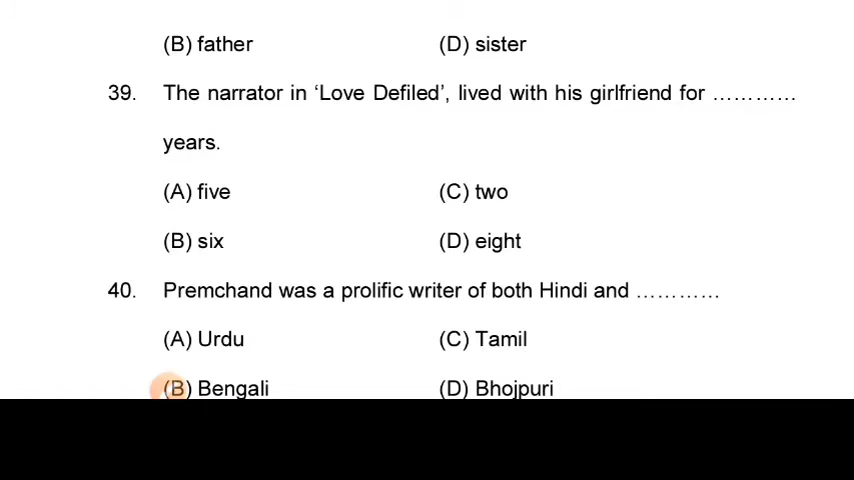 (B) father (D) sister
39. The narrator in ‘Love Defiled’, lived with his girlfriend for …………
years.
(A) five (C) two
(B) six (D) eight
40. Premchand was a prolific writer of both Hindi and …………
(A) Urdu (C) Tamil
(B) Bengali (D) Bhojpuri